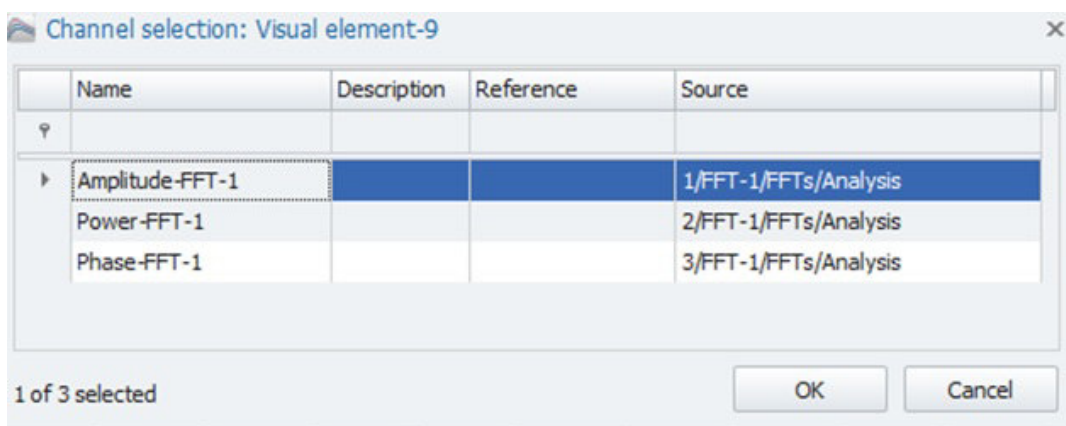 Channel selection: Visual element-9
Name Description Reference Source
Amplitude-FFT-1 1/FFT-1/FFTs/Analysis
Power-FFT-1 2/FFT-1/FFTs/Analysis
Phase-FFT-1 3/FFT-1/FFTs/Analysis
1 of 3 selected OK Cancel